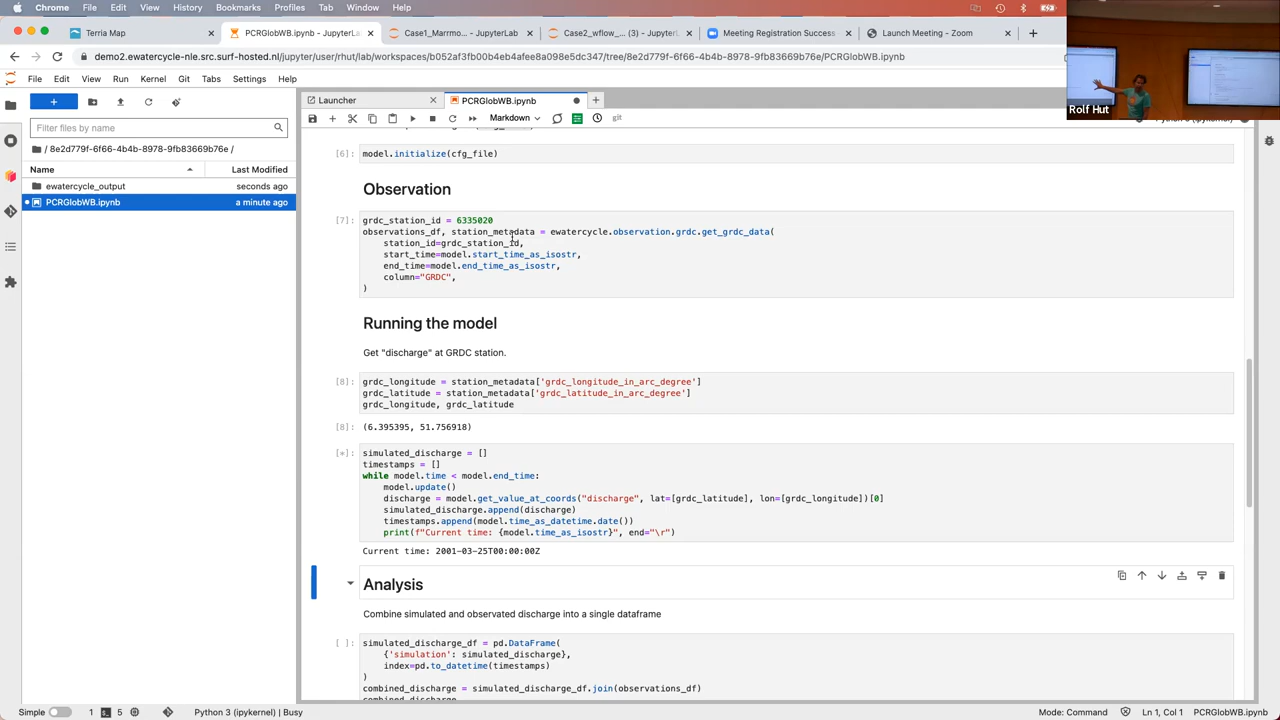 Chrome File Edit View History Bookmarks Profiles Tab Window Help
Terria Map
PCRGlobWB.ipynb - JupyterLab
Case1_Marrmo... - JupyterLab
Case2_wflow_... (3) - JupyterLab
Meeting Registration Success
Launch Meeting - Zoom
demo2.ewatercycle-nle.src.surf-hosted.nl/jupyter/user/rhut/lab/workspaces/b052af3fb00b4eb4afee8a098e5dc347/tree/8e2d779f-6f66-4b4b-8978-9fb83669b76e/PCRGlobWB.ipynb
File Edit View Run Kernel Git Tabs Settings Help
Rolf Hut
Launcher
PCRGlobWB.ipynb
Markdown
git
Filter files by name
/ 8e2d779f-6f66-4b4b-8978-9fb83669b76e /
Name Last Modified
ewatercycle_output seconds ago
PCRGlobWB.ipynb a minute ago
[6]: model.initialize(cfg_file)
Observation
[7]: grdc_station_id = 6335020
observations_df, station_metadata = ewatercycle.observation.grdc.get_grdc_data(
station_id=grdc_station_id,
start_time=model.start_time_as_isostr,
end_time=model.end_time_as_isostr,
column="GRDC",
)
Running the model
Get "discharge" at GRDC station.
[8]: grdc_longitude = station_metadata['grdc_longitude_in_arc_degree']
grdc_latitude = station_metadata['grdc_latitude_in_arc_degree']
grdc_longitude, grdc_latitude
[8]: (6.395395, 51.756918)
[*]: simulated_discharge = []
timestamps = []
while model.time < model.end_time:
model.update()
discharge = model.get_value_at_coords("discharge", lat=[grdc_latitude], lon=[grdc_longitude])[0]
simulated_discharge.append(discharge)
timestamps.append(model.time_as_datetime.date())
print(f"Current time: {model.time_as_isostr}", end="\r")
Current time: 2001-03-25T00:00:00Z
Analysis
Combine simulated and observated discharge into a single dataframe
[ ]: simulated_discharge_df = pd.DataFrame(
{'simulation': simulated_discharge},
index=pd.to_datetime(timestamps)
)
combined_discharge = simulated_discharge_df.join(observations_df)
Simple 1 5 Python 3 (ipykernel) | Busy Mode: Command Ln 1, Col 1 PCRGlobWB.ipynb